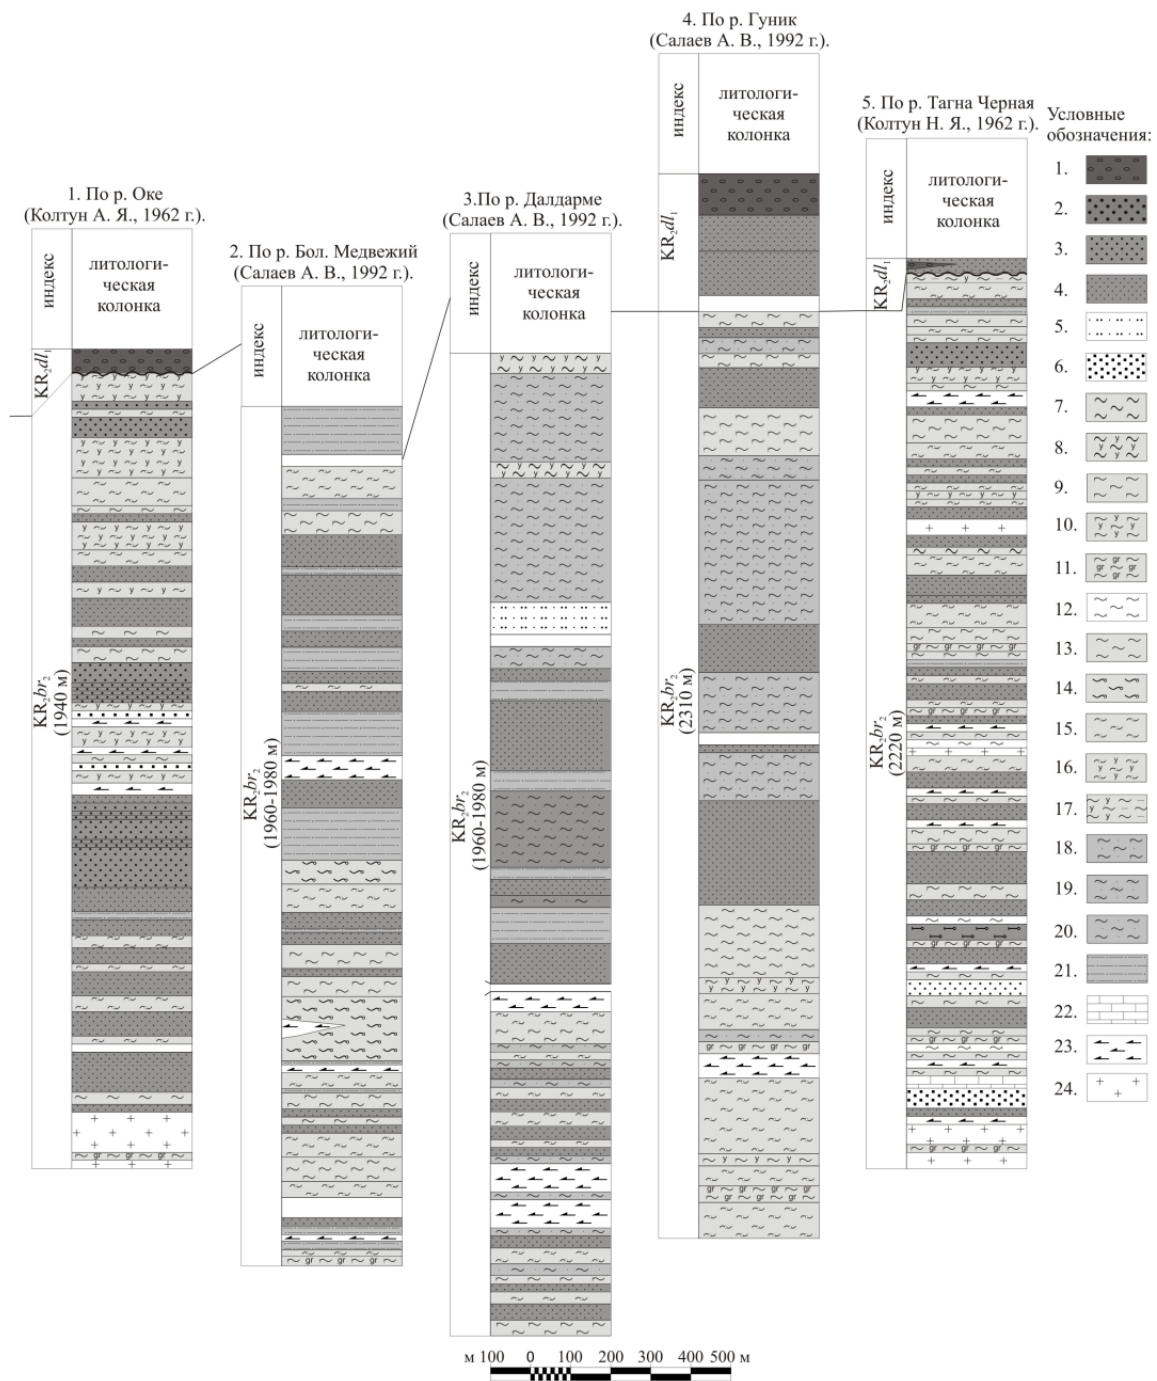 1. По р. Оке
(Колтун А. Я., 1962 г.).
индекс
литологи-
ческая
колонка
KR₂dl₁
KR₂br₂
(1940 м)
2. По р. Бол. Медвежий
(Салаев А. В., 1992 г.).
индекс
литологи-
ческая
колонка
KR₂br₂
(1960-1980 м)
3.По р. Далдарме
(Салаев А. В., 1992 г.).
индекс
литологи-
ческая
колонка
KR₂br₂
(1960-1980 м)
4. По р. Гуник
(Салаев А. В., 1992 г.).
индекс
литологи-
ческая
колонка
KR₂dl₁
KR₂br₂
(2310 м)
5. По р. Тагна Черная
(Колтун Н. Я., 1962 г.).
индекс
литологи-
ческая
колонка
KR₂dl₁
KR₂br₂
(2220 м)
Условные
обозначения:
1.
2.
3.
4.
5.
6.
7.
8.
9.
10.
11.
12.
13.
14.
15.
16.
17.
18.
19.
20.
21.
22.
23.
24.
м 100 0 100 200 300 400 500 м